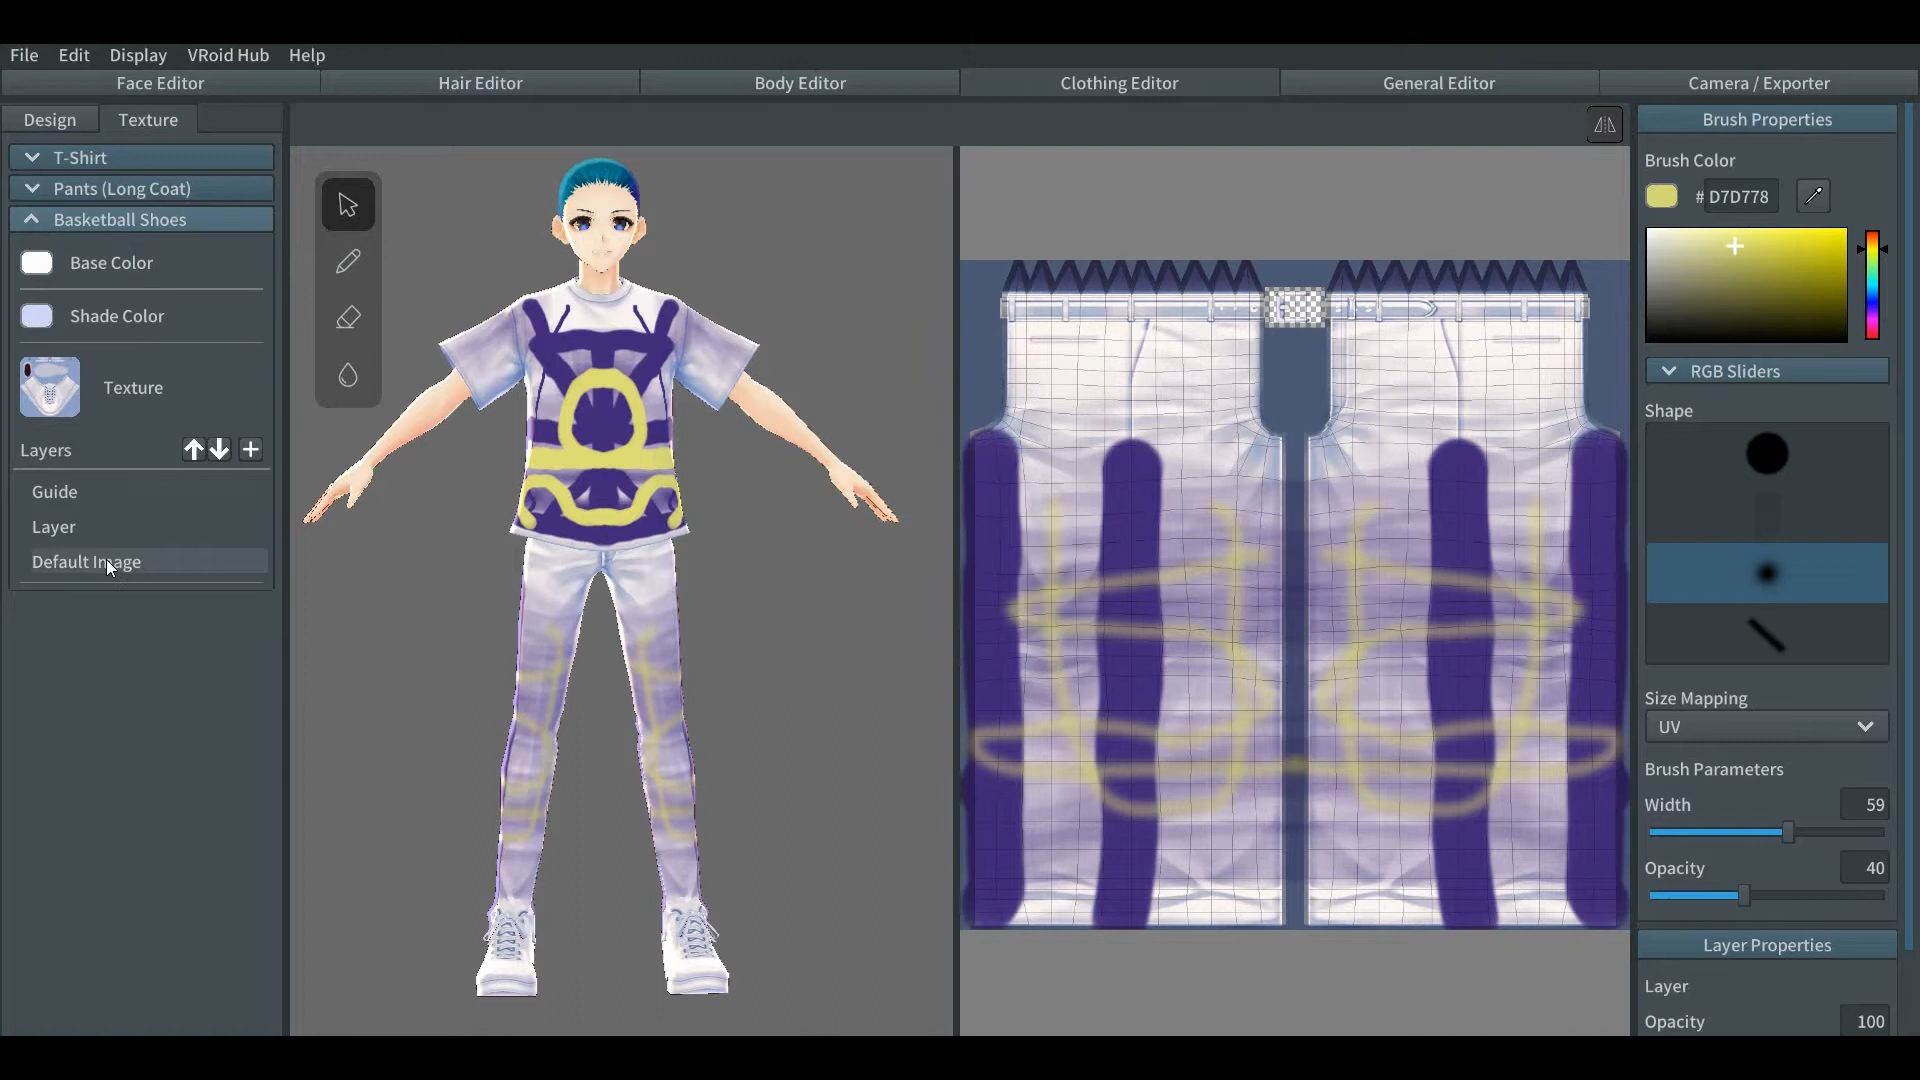 File Edit Display VRoid Hub Help
Face Editor Hair Editor Body Editor Clothing Editor General Editor Camera / Exporter
Design Texture
T-Shirt
Pants (Long Coat)
Basketball Shoes
Base Color
Shade Color
Texture
Layers
Guide
Layer
Default Image
Brush Properties
Brush Color
# D7D778
RGB Sliders
Shape
Size Mapping
UV
Brush Parameters
Width 59
Opacity 40
Layer Properties
Layer
Opacity 100